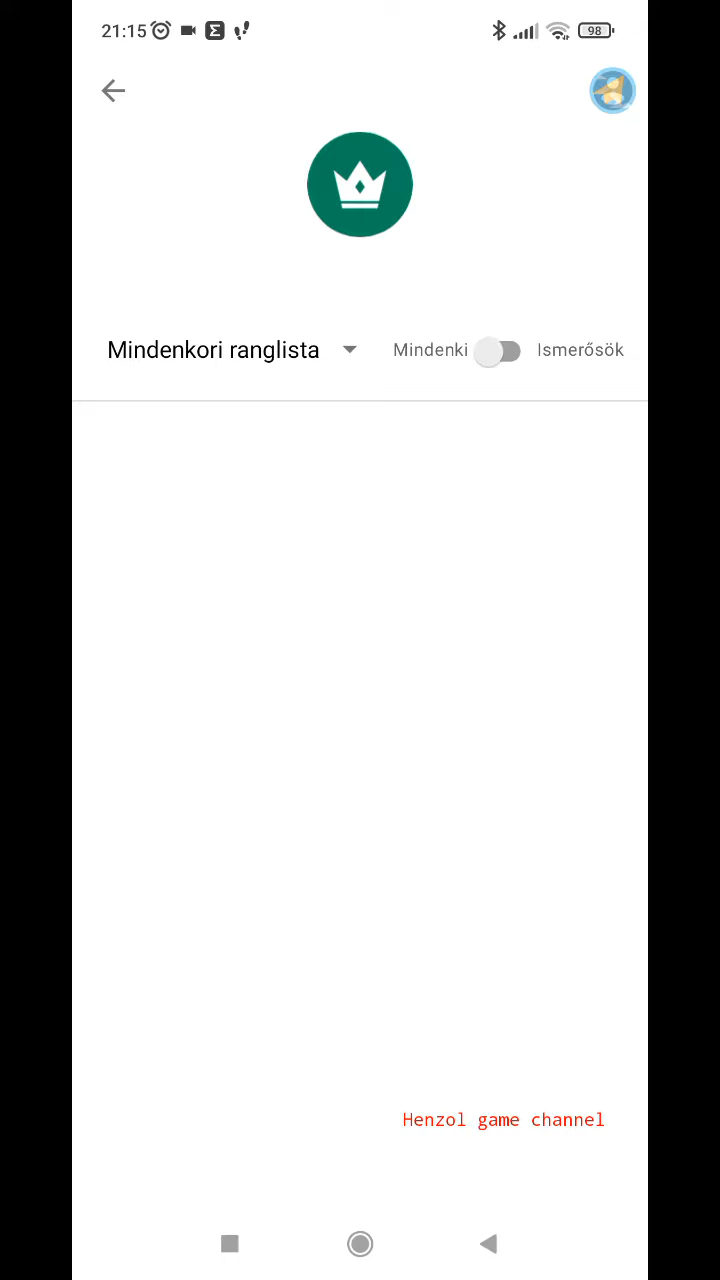 21:15
98
Mindenkori ranglista
Mindenki
Ismerősök
Henzol game channel